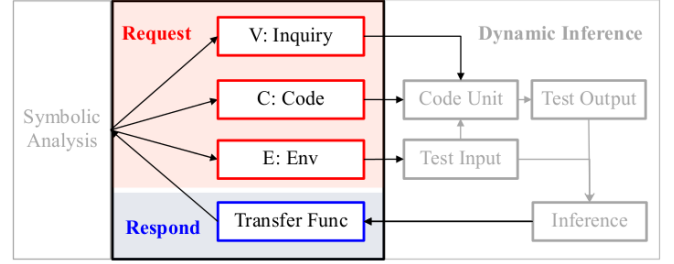 Request
V: Inquiry
Dynamic Inference
Symbolic
Analysis
C: Code
Code Unit
Test Output
E: Env
Test Input
Respond
Transfer Func
Inference